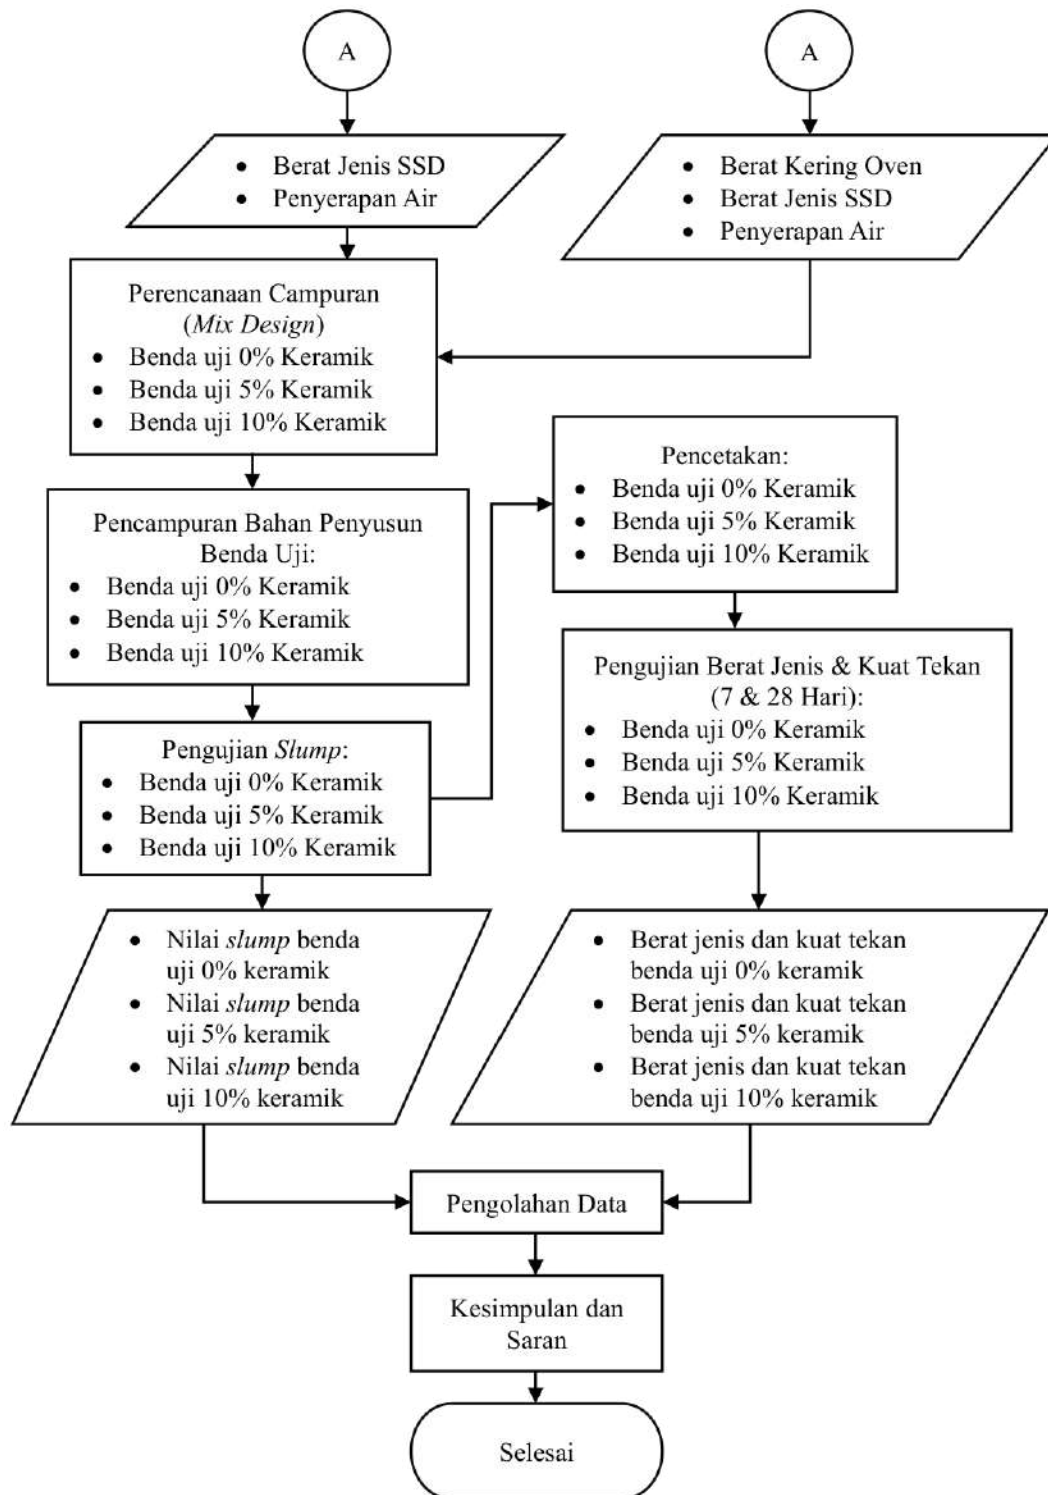 A
A
• Berat Jenis SSD
• Penyerapan Air
• Berat Kering Oven
• Berat Jenis SSD
• Penyerapan Air
Perencanaan Campuran
(Mix Design)
• Benda uji 0% Keramik
• Benda uji 5% Keramik
• Benda uji 10% Keramik
Pencampuran Bahan Penyusun
Benda Uji:
• Benda uji 0% Keramik
• Benda uji 5% Keramik
• Benda uji 10% Keramik
Pengujian Slump:
• Benda uji 0% Keramik
• Benda uji 5% Keramik
• Benda uji 10% Keramik
Pencetakan:
• Benda uji 0% Keramik
• Benda uji 5% Keramik
• Benda uji 10% Keramik
Pengujian Berat Jenis & Kuat Tekan
(7 & 28 Hari):
• Benda uji 0% Keramik
• Benda uji 5% Keramik
• Benda uji 10% Keramik
• Nilai slump benda
uji 0% keramik
• Nilai slump benda
uji 5% keramik
• Nilai slump benda
uji 10% keramik
• Berat jenis dan kuat tekan
benda uji 0% keramik
• Berat jenis dan kuat tekan
benda uji 5% keramik
• Berat jenis dan kuat tekan
benda uji 10% keramik
Pengolahan Data
Kesimpulan dan
Saran
Selesai